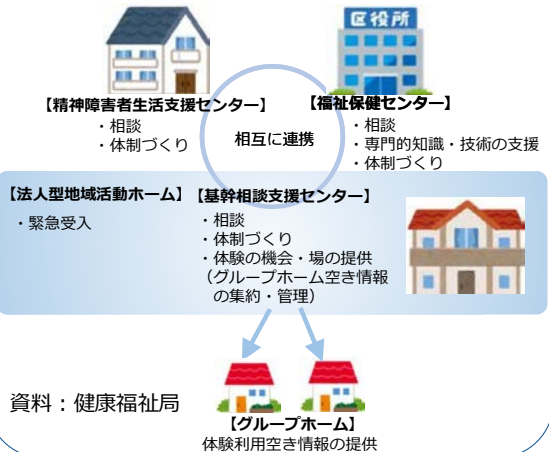 区役所
【精神障害者生活支援センター】
・相談
・体制づくり
【福祉保健センター】
・相談
・専門的知識・技術の支援
・体制づくり
相互に連携
【法人型地域活動ホーム】
・緊急受入
【基幹相談支援センター】
・相談
・体制づくり
・体験の機会・場の提供
（グループホーム空き情報
の集約・管理）
資料：健康福祉局
【グループホーム】
体験利用空き情報の提供